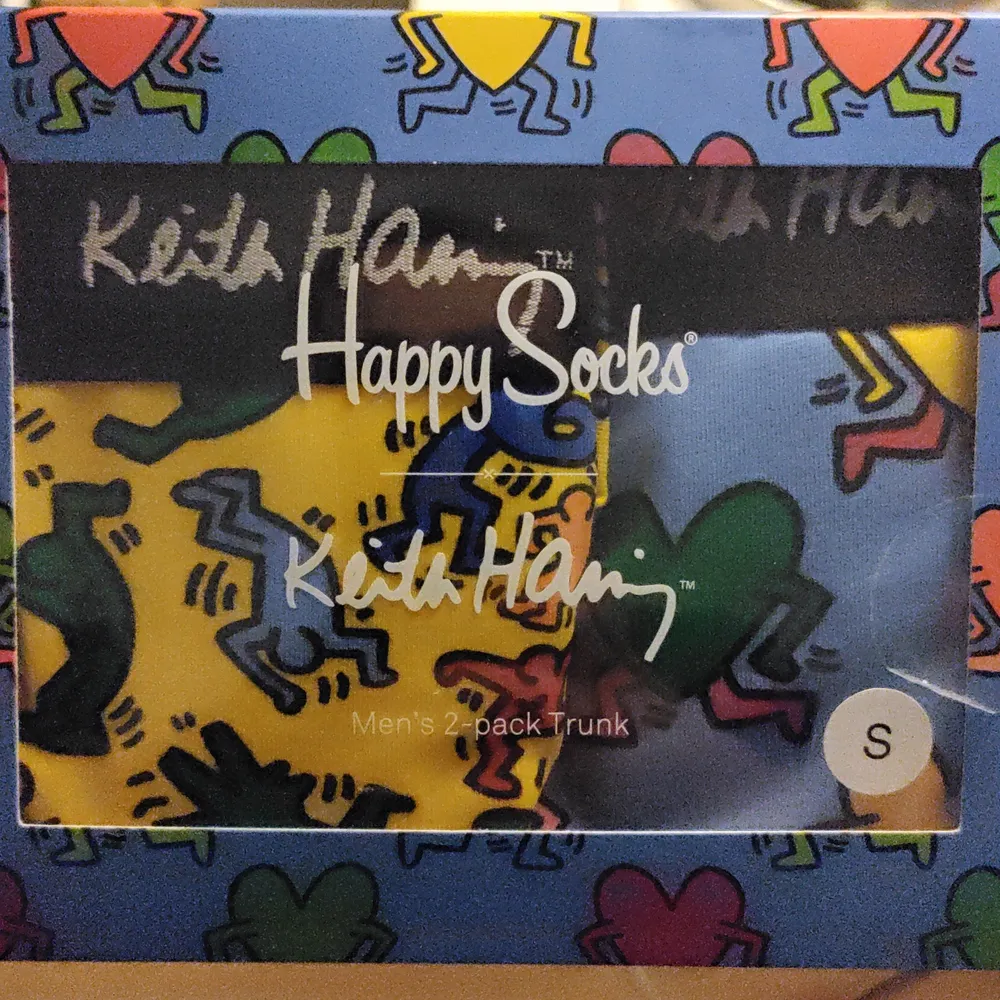 Keith Haring™
Happy Socks®
Keith Haring™
Men's 2-pack Trunk
S